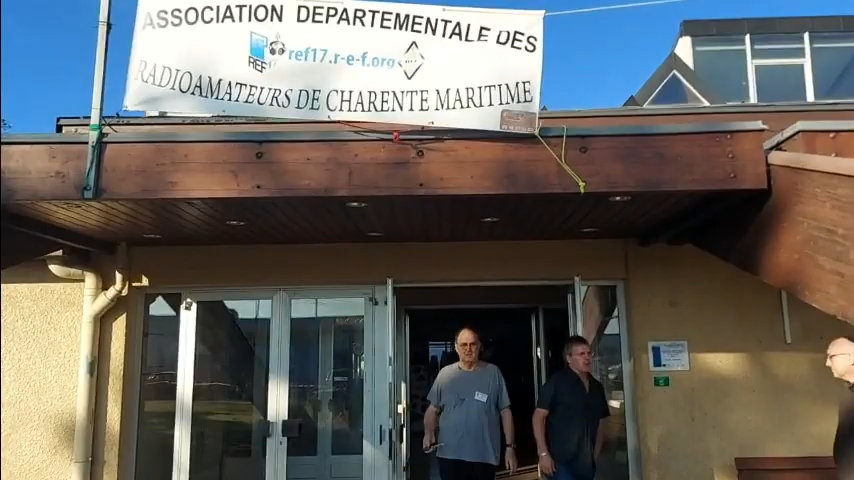 ASSOCIATION DEPARTEMENTALE DES
REF ref17.r-e-f.org
RADIOAMATEURS DE CHARENTE MARITIME